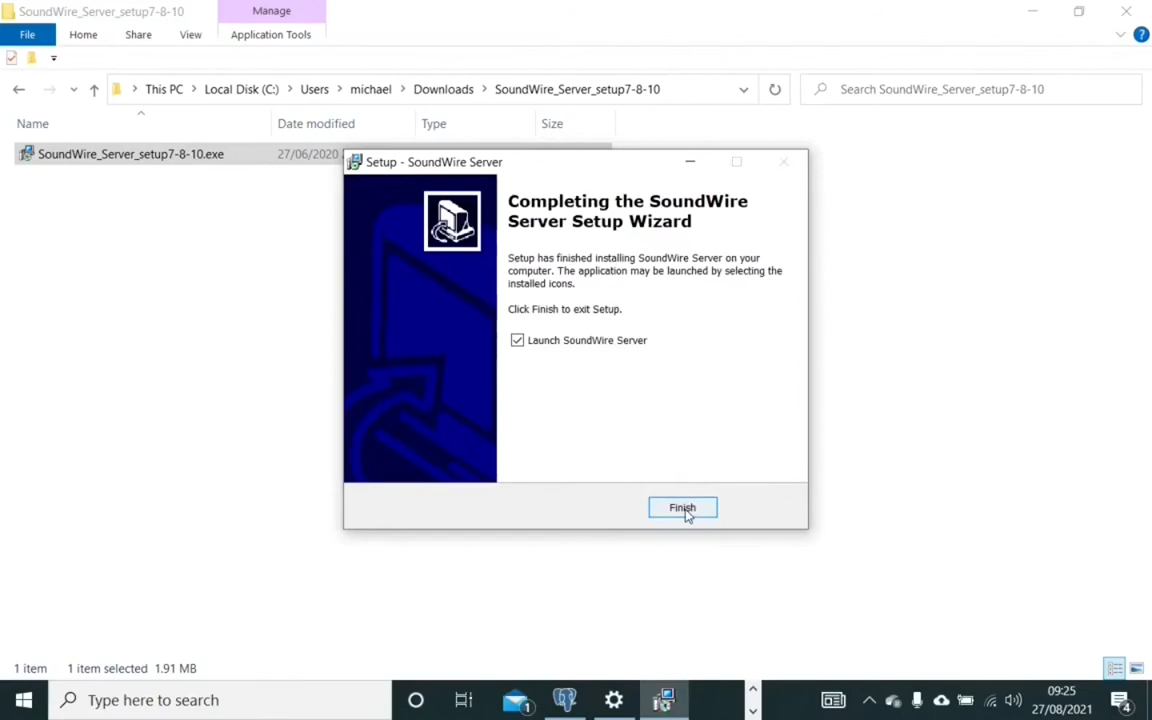 SoundWire_Server_setup7-8-10
Manage
File
Home
Share
View
Application Tools
This PC
Local Disk (C:)
Users
michael
Downloads
SoundWire_Server_setup7-8-10
Search SoundWire_Server_setup7-8-10
Name
Date modified
Type
Size
SoundWire_Server_setup7-8-10.exe
27/06/2020
Setup - SoundWire Server
Completing the SoundWire
Server Setup Wizard
Setup has finished installing SoundWire Server on your
computer. The application may be launched by selecting the
installed icons.
Click Finish to exit Setup.
Launch SoundWire Server
Finish
1 item
1 item selected 1.91 MB
Type here to search
1
09:25
27/08/2021
4